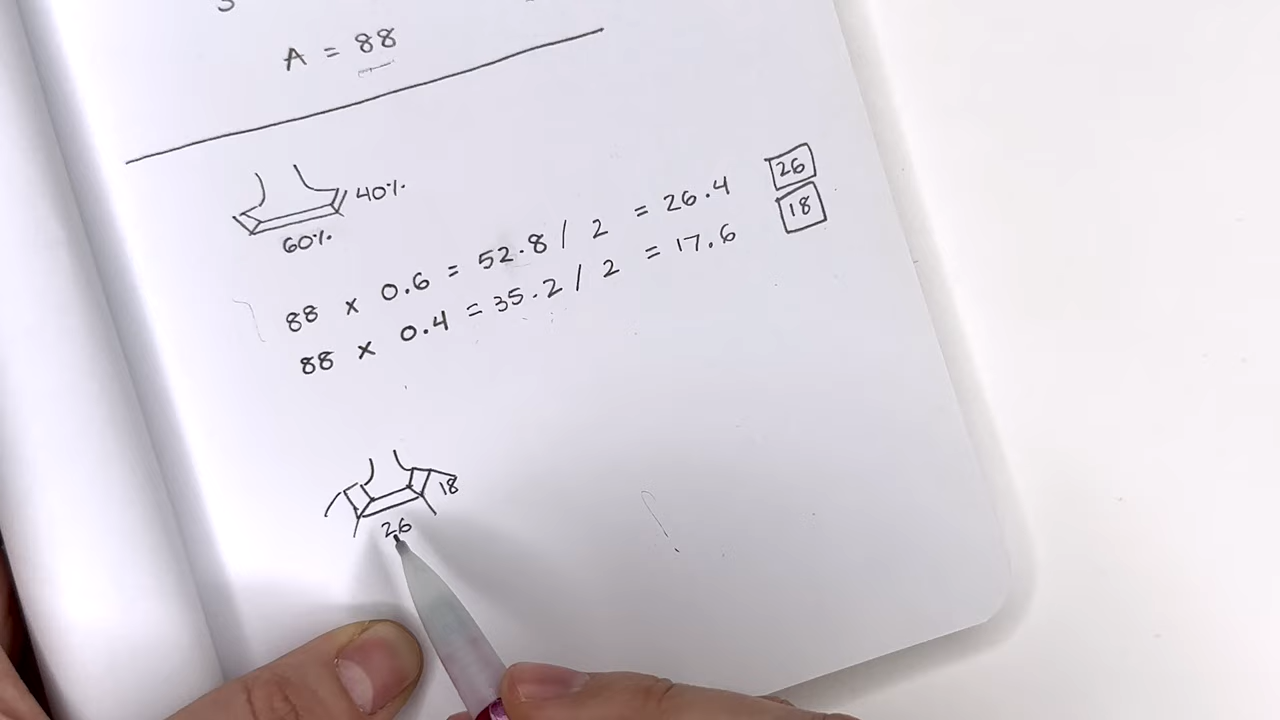 A = 88
40%
60%
88 x 0.6 = 52.8 / 2 = 26.4 26
88 x 0.4 = 35.2 / 2 = 17.6 18
18
26